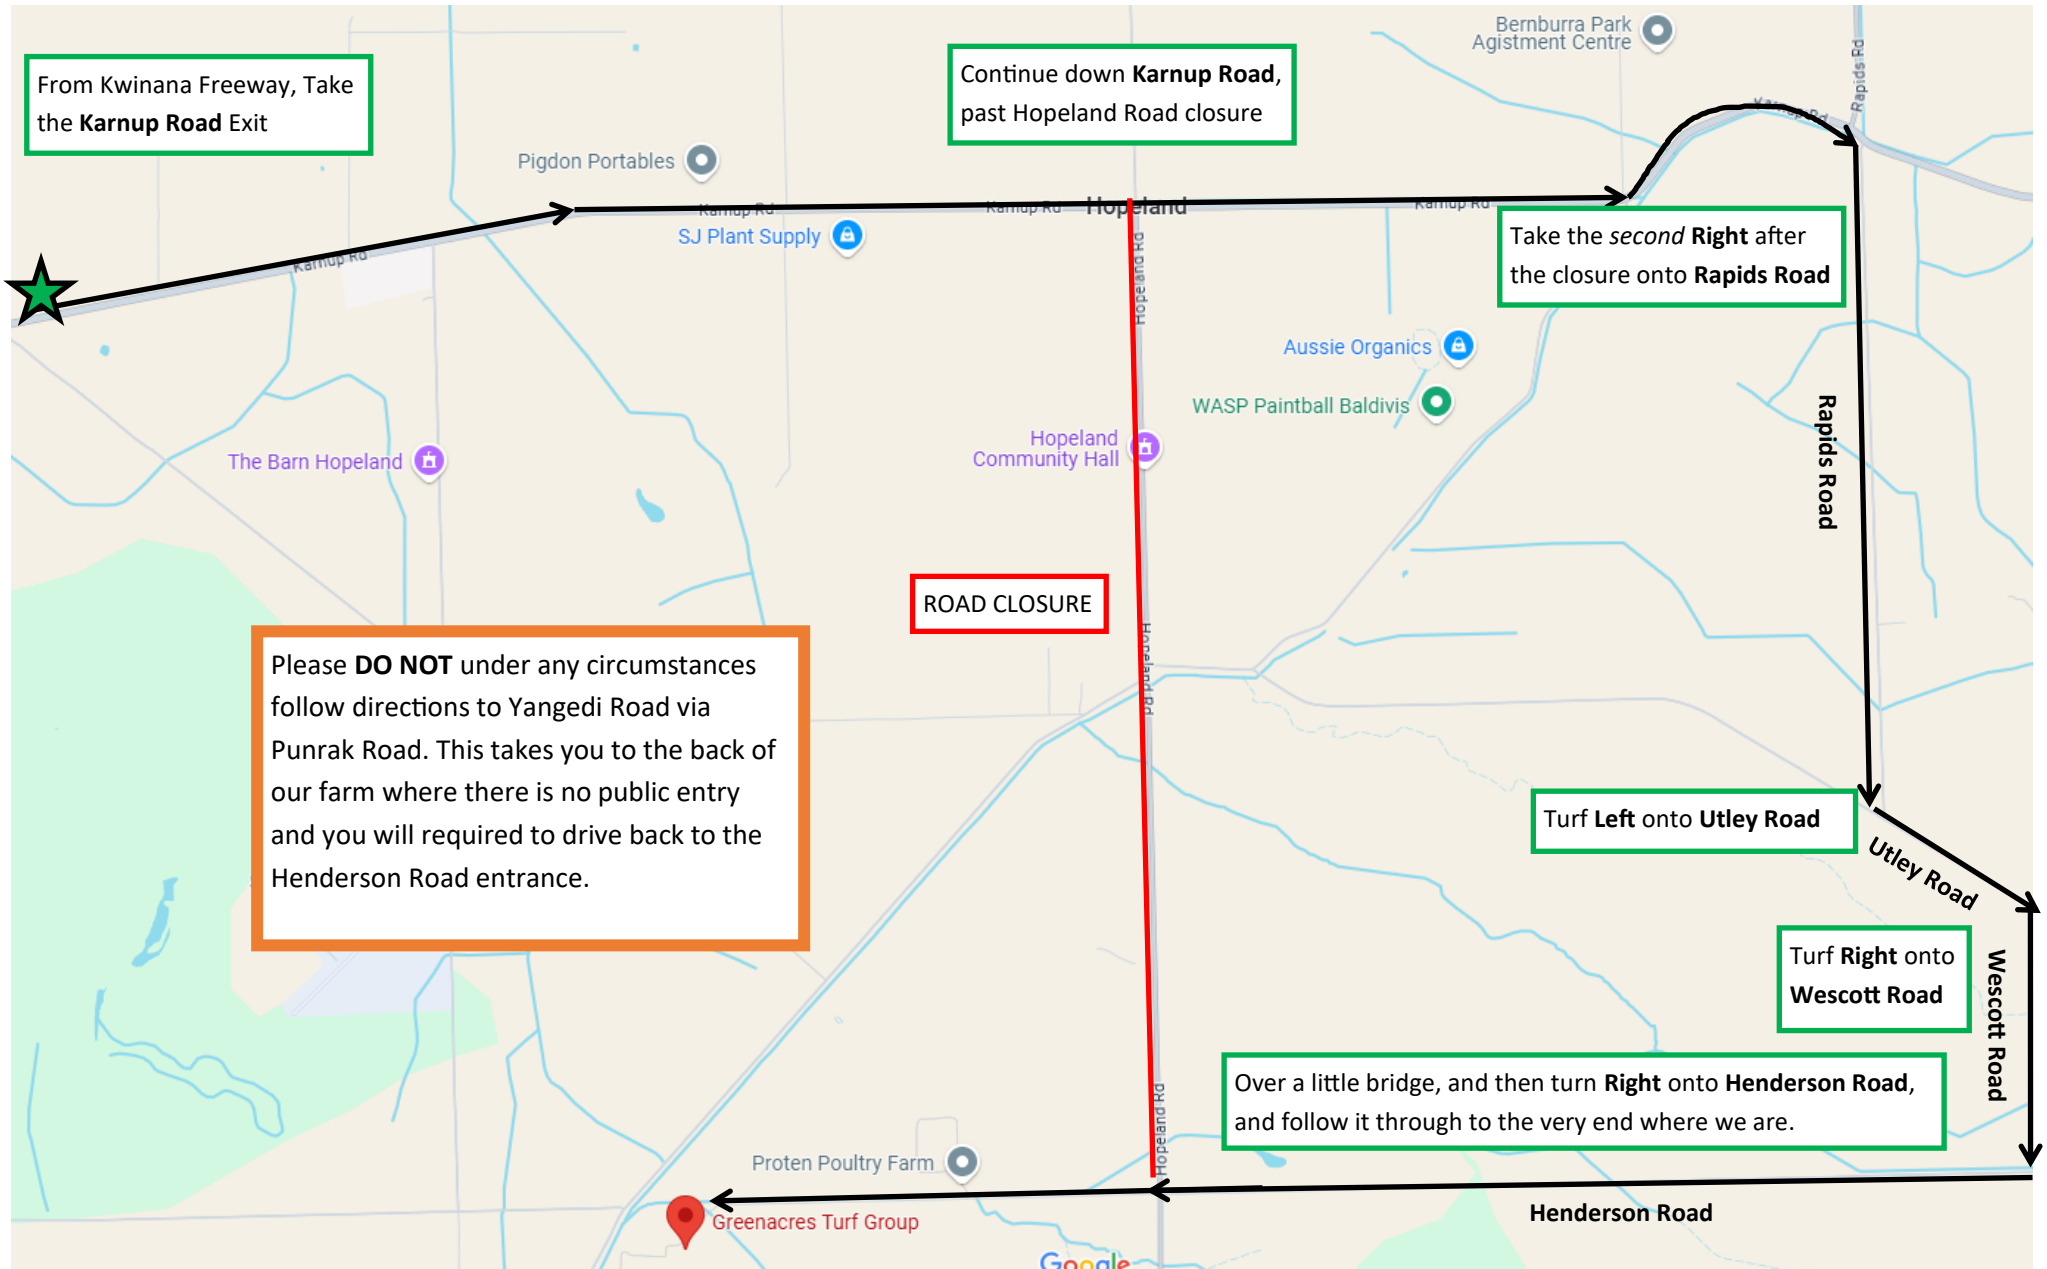 Bernburra Park
Agistment Centre
Rapids Rd
From Kwinana Freeway, Take
the Karnup Road Exit
Continue down Karnup Road,
past Hopeland Road closure
Karnup Rd
Pigdon Portables
Karnup Rd
Karnup Rd
Hopeland
Karnup Rd
SJ Plant Supply
Karnup Rd
Hopeland Rd
Take the second Right after
the closure onto Rapids Road
Aussie Organics
WASP Paintball Baldivis
Rapids Road
Hopeland
Community Hall
The Barn Hopeland
ROAD CLOSURE
Hopeland Rd
Please DO NOT under any circumstances
follow directions to Yangedi Road via
Punrak Road. This takes you to the back of
our farm where there is no public entry
and you will required to drive back to the
Henderson Road entrance.
Turf Left onto Utley Road
Utley Road
Turf Right onto
Wescott Road
Wescott Road
Over a little bridge, and then turn Right onto Henderson Road,
and follow it through to the very end where we are.
Hopeland Rd
Proten Poultry Farm
Greenacres Turf Group
Henderson Road
Google